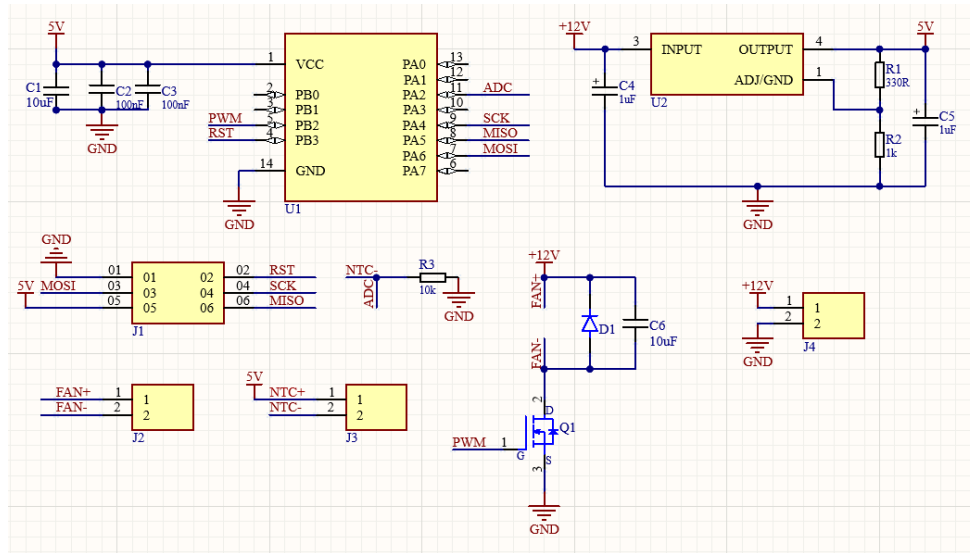 5V
C1
10uF
C2
100nF
C3
100nF
GND
PWM
RST
1
2
3
5
4
14
VCC
PB0
PB1
PB2
PB3
GND
PA0
PA1
PA2
PA3
PA4
PA5
PA6
PA7
13
12
11
10
9
8
7
6
ADC
SCK
MISO
MOSI
U1
GND
+12V
C4
1uF
3
INPUT
OUTPUT
ADJ/GND
U2
4
1
5V
R1
330R
R2
1k
C5
1uF
GND
GND
5V
MOSI
01
03
05
01
03
05
02
04
06
02
04
06
RST
SCK
MISO
J1
NTC-
ADC
R3
10k
GND
+12V
FAN+
FAN-
D1
C6
10uF
2
D
Q1
PWM
1
G
S
3
GND
+12V
1
2
1
2
J4
GND
FAN+
FAN-
1
2
1
2
J2
5V
NTC+
NTC-
1
2
1
2
J3